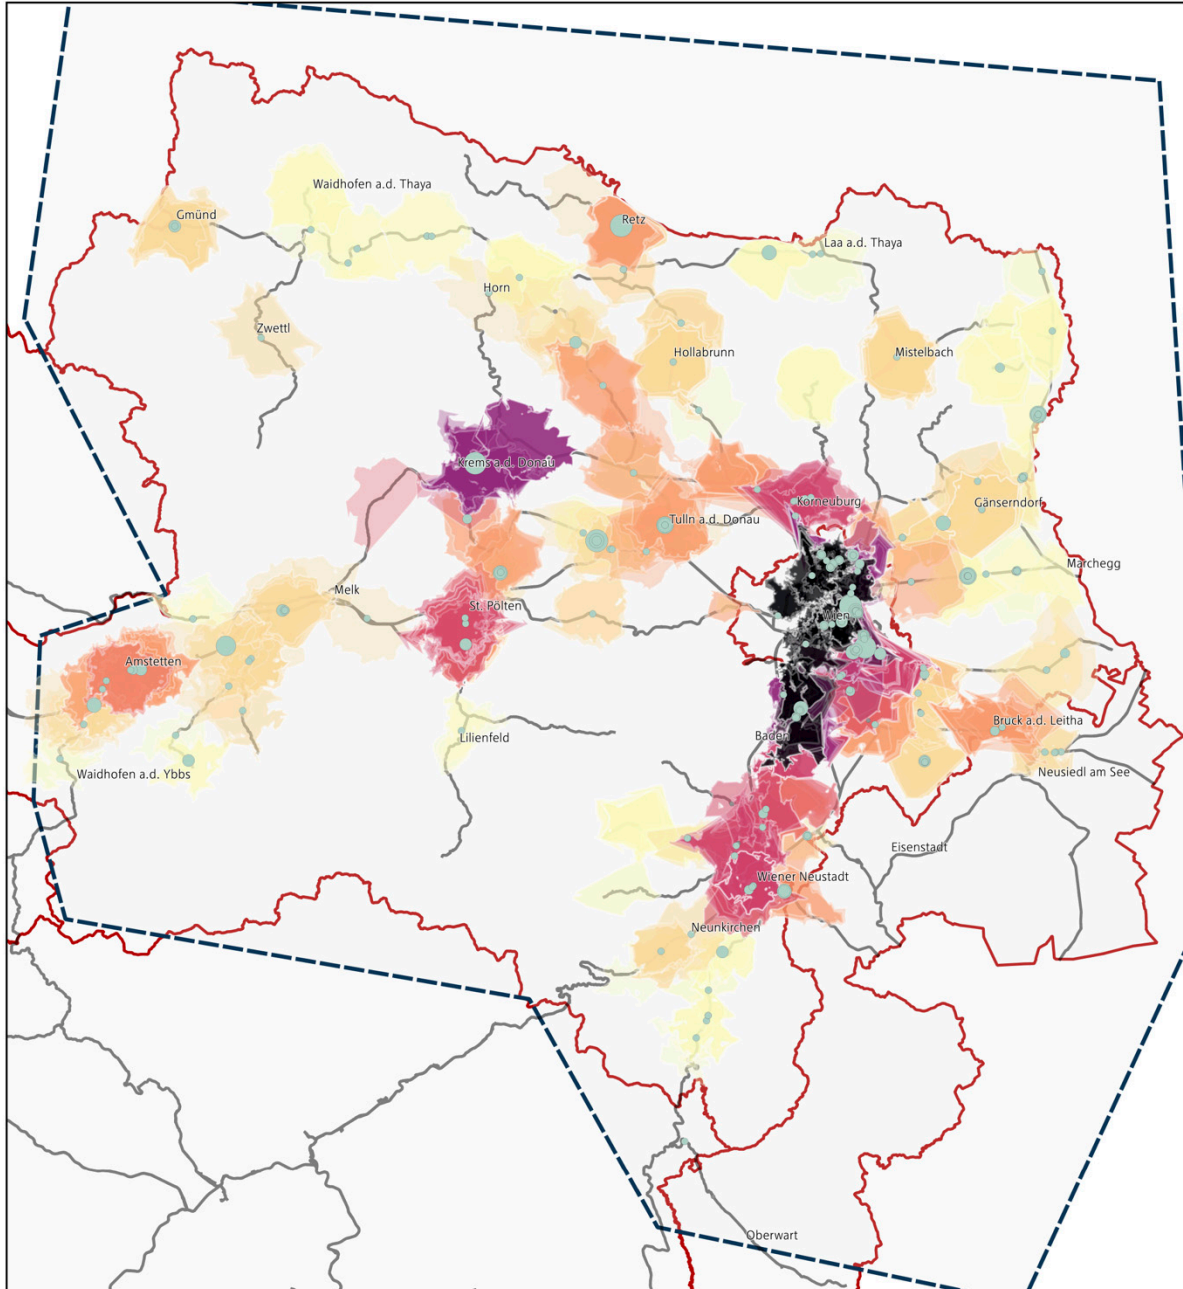 Waidhofen a.d. Thaya
Gmünd
Retz
Laa a.d. Thaya
Horn
Zwettl
Hollabrunn
Mistelbach
Krems a.d. Donau
Korneuburg
Gänserndorf
Tulln a.d. Donau
Marchegg
Melk
St. Pölten
Wien
Amstetten
Bruck a.d. Leitha
Lilienfeld
Baden
Waidhofen a.d. Ybbs
Neusiedl am See
Eisenstadt
Wiener Neustadt
Neunkirchen
Oberwart